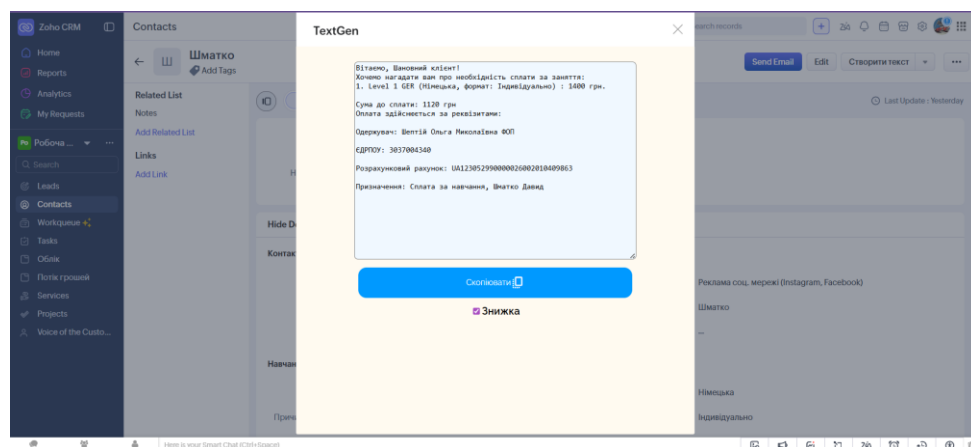 Zoho CRM
Home
Reports
Analytics
My Requests
Робоча ...
Search
Leads
Contacts
Workqueue
Tasks
Облік
Потік грошей
Services
Projects
Voice of the Custo...
Contacts
Search records
Шматко
Ш
Add Tags
Send Email
Edit
Створити текст
Related List
Notes
Add Related List
Links
Add Link
Last Update : Yesterday
Hide D
Контак
Навчан
Причи
TextGen
Вітаємо, Шановний клієнт!
Хочемо нагадати вам про необхідність сплати за заняття:
1. Level 1 GER (Німецька, формат: Індивідуально) : 1400 грн.
Сума до сплати: 1120 грн
Оплата здійснюється за реквізитами:
Одержувач: Шептій Ольга Миколаївна ФОП
ЄДРПОУ: 3037004340
Розрахунковий рахунок: UA123052990000026002010409863
Призначення: Сплата за навчання, Шматко Давид
Скопіювати
Знижка
Реклама соц. мережі (Instagram, Facebook)
Шматко
—
Німецька
Індивідуально
Here is your Smart Chat (Ctrl+Space)